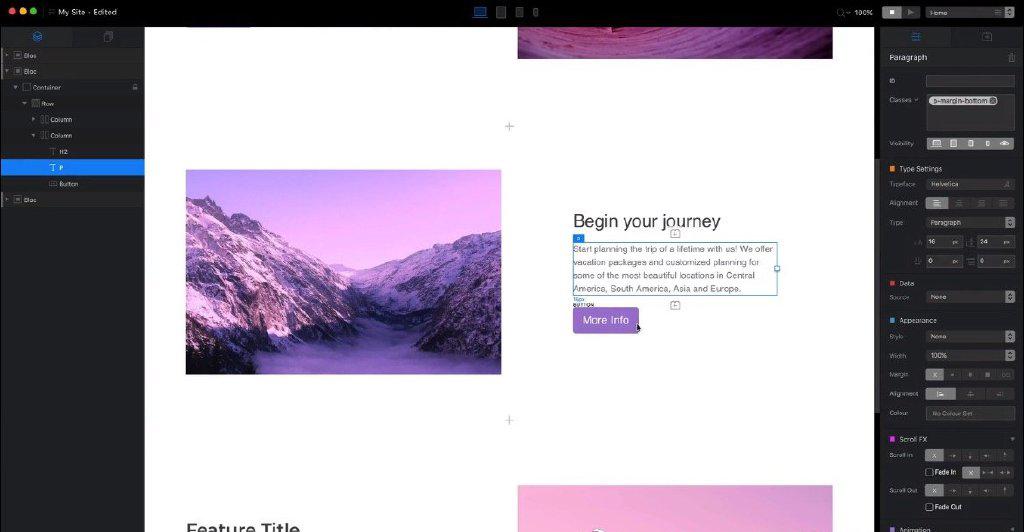 My Site - Edited
100%
Home
Bloc
Bloc
Container
Row
Column
Column
H2
P
Button
Bloc
Begin your journey
Start planning the trip of a lifetime with us! We offer
vacation packages and customized planning for
some of the most beautiful locations in Central
America, South America, Asia and Europe.
BUTTON
More Info
Feature Title
Paragraph
ID
Classes
p-margin-bottom
Visibility
Type Settings
Typeface
Helvetica
Alignment
Type
Paragraph
16 px
24 px
0 px
0 px
Data
Source
None
Appearance
Style
None
Width
100%
Margin
Alignment
Colour
No Colour Set
Scroll FX
Scroll In
Fade In
Scroll Out
Fade Out
Animation